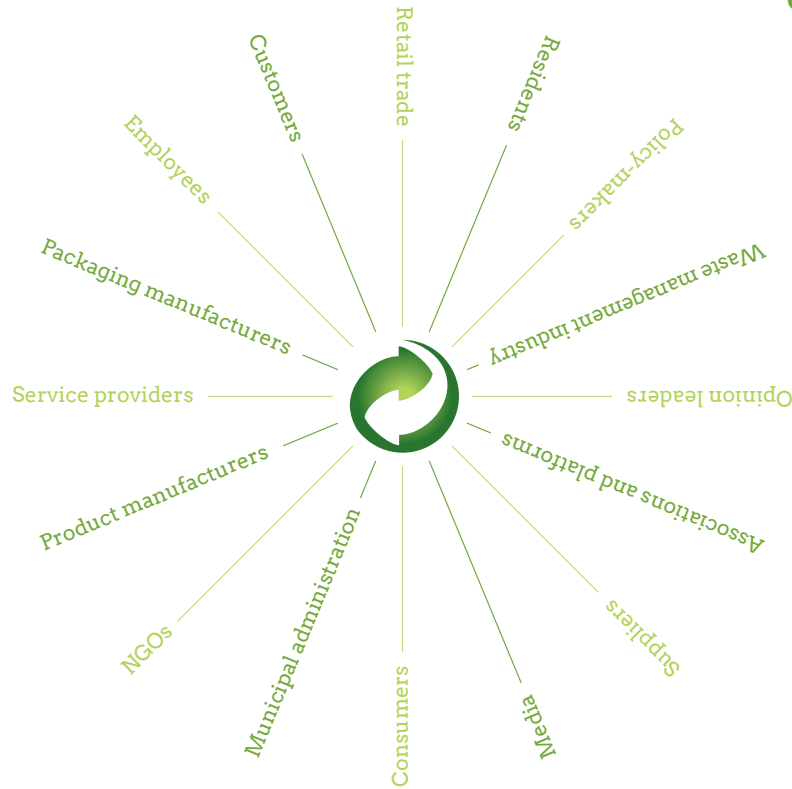 Retail trade
Residents
Policy-makers
Waste management industry
Opinion leaders
Associations and platforms
Suppliers
Media
Consumers
Municipal administration
NGOs
Product manufacturers
Service providers
Packaging manufacturers
Employees
Customers